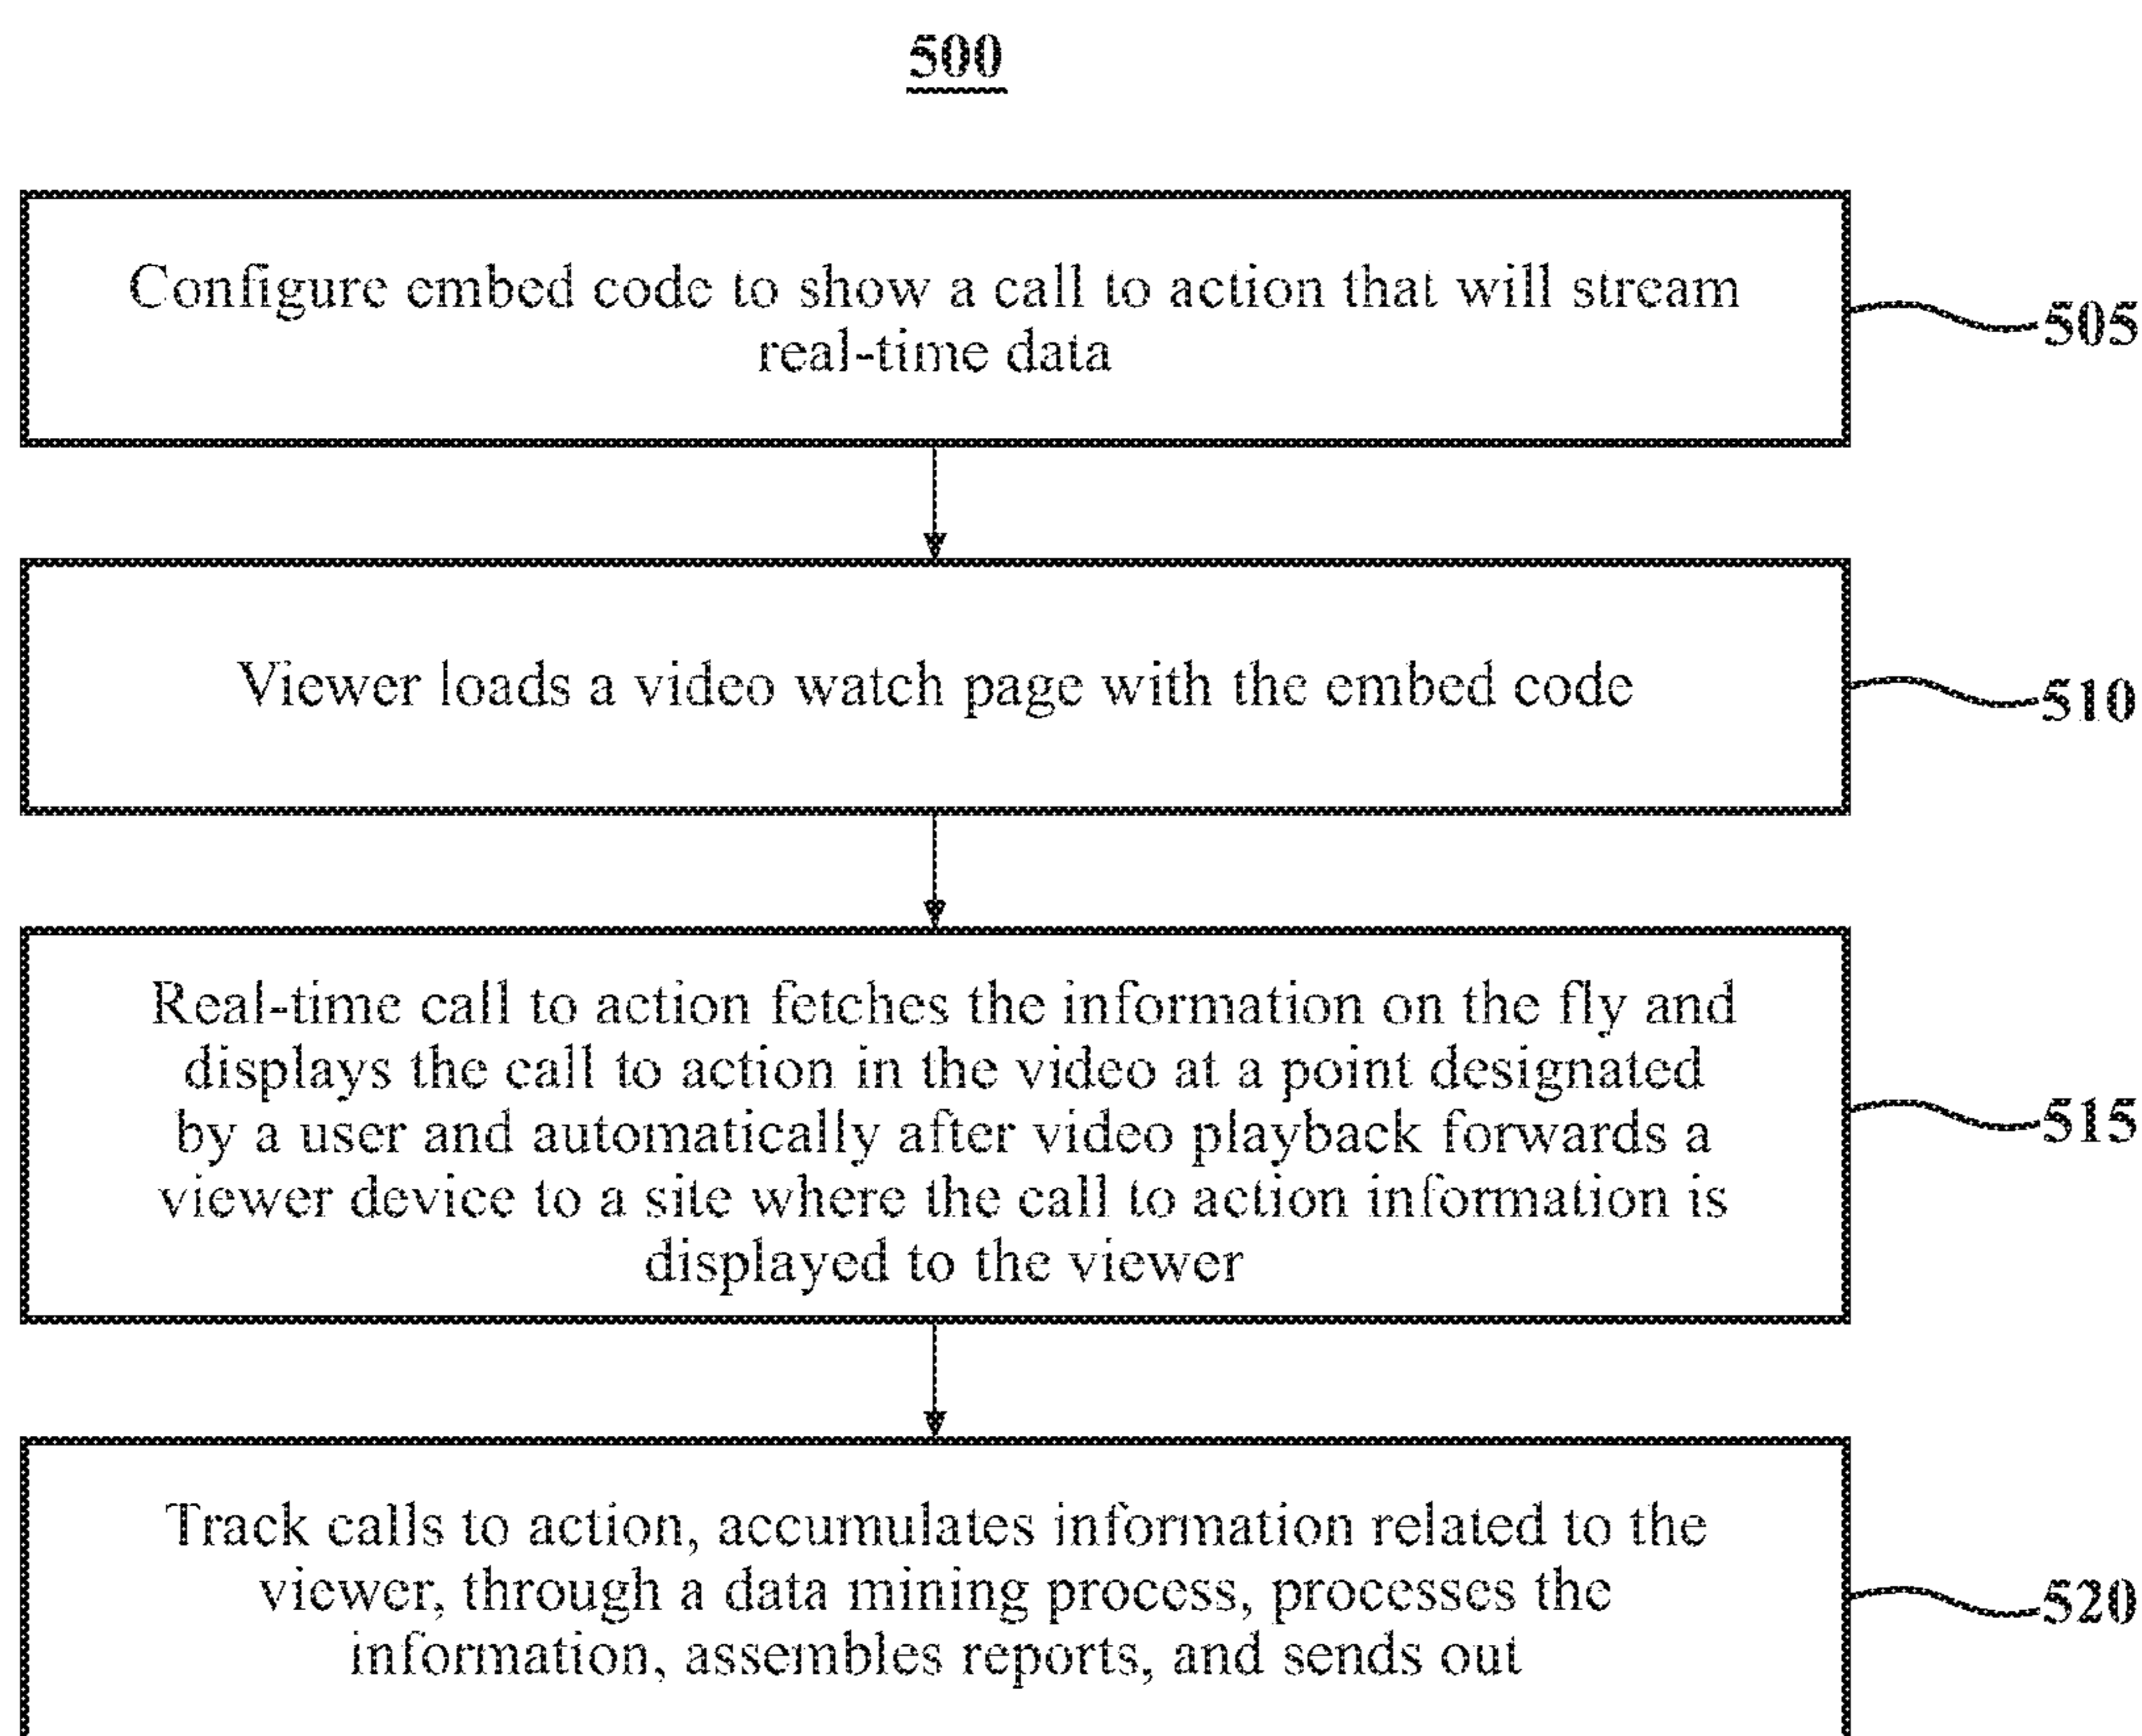 500
Configure embed code to show a call to action that will stream
real-time data
505
Viewer loads a video watch page with the embed code
510
Real-time call to action fetches the information on the fly and
displays the call to action in the video at a point designated
by a user and automatically after video playback forwards a
viewer device to a site where the call to action information is
displayed to the viewer
515
Track calls to action, accumulates information related to the
viewer, through a data mining process, processes the
information, assembles reports, and sends out
520